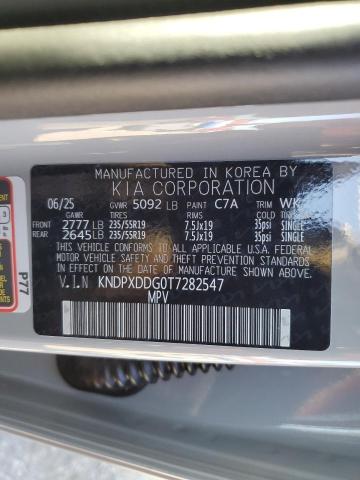 MANUFACTURED IN KOREA BY
KIA CORPORATION
06/25 GVWR 5092 LB PAINT C7A TRIM WK
GAWR TIRES RIMS COLD
FRONT 2777 LB 235/55R19 7.5Jx19 35psi SINGLE
REAR 2645 LB 235/55R19 7.5Jx19 35psi SINGLE
THIS VEHICLE CONFORMS TO ALL APPLICABLE U.S.A. FEDERAL
MOTOR VEHICLE SAFETY, BUMPER, AND
THEFT PREVENTION STANDARDS IN EFFECT ON THE
DATE OF MANUFACTURE SHOWN ABOVE.
V.I.N KNDPXDDG0T7282547
MPV
P77
3